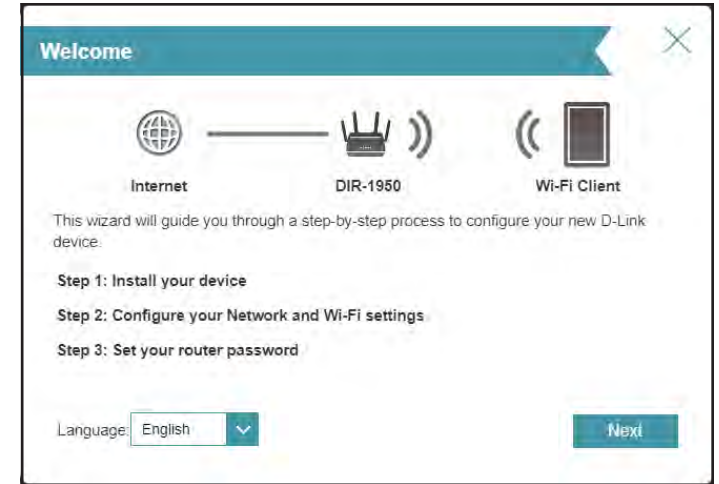 Welcome
Internet
DIR-1950
Wi-Fi Client
This wizard will guide you through a step-by-step process to configure your new D-Link
device.
Step 1: Install your device
Step 2: Configure your Network and Wi-Fi settings
Step 3: Set your router password
Language: English
Next